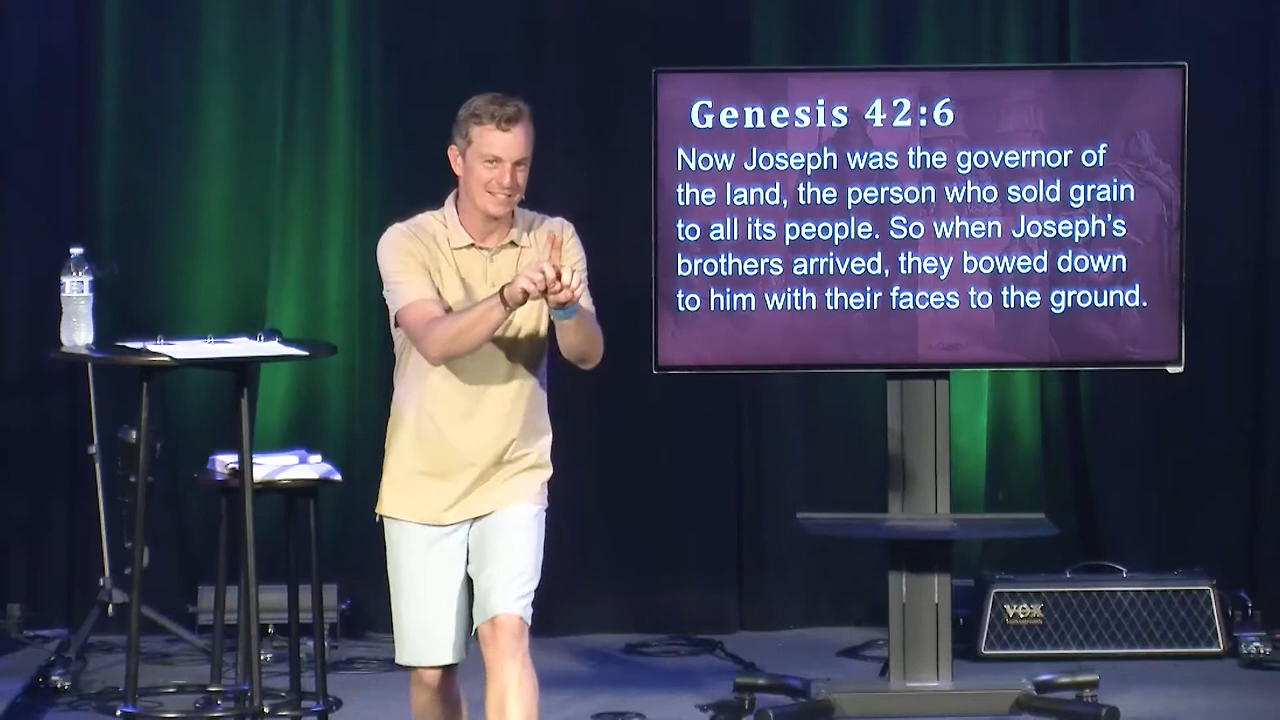 Genesis 42:6
Now Joseph was the governor of
the land, the person who sold grain
to all its people. So when Joseph's
brothers arrived, they bowed down
to him with their faces to the ground.
VOX